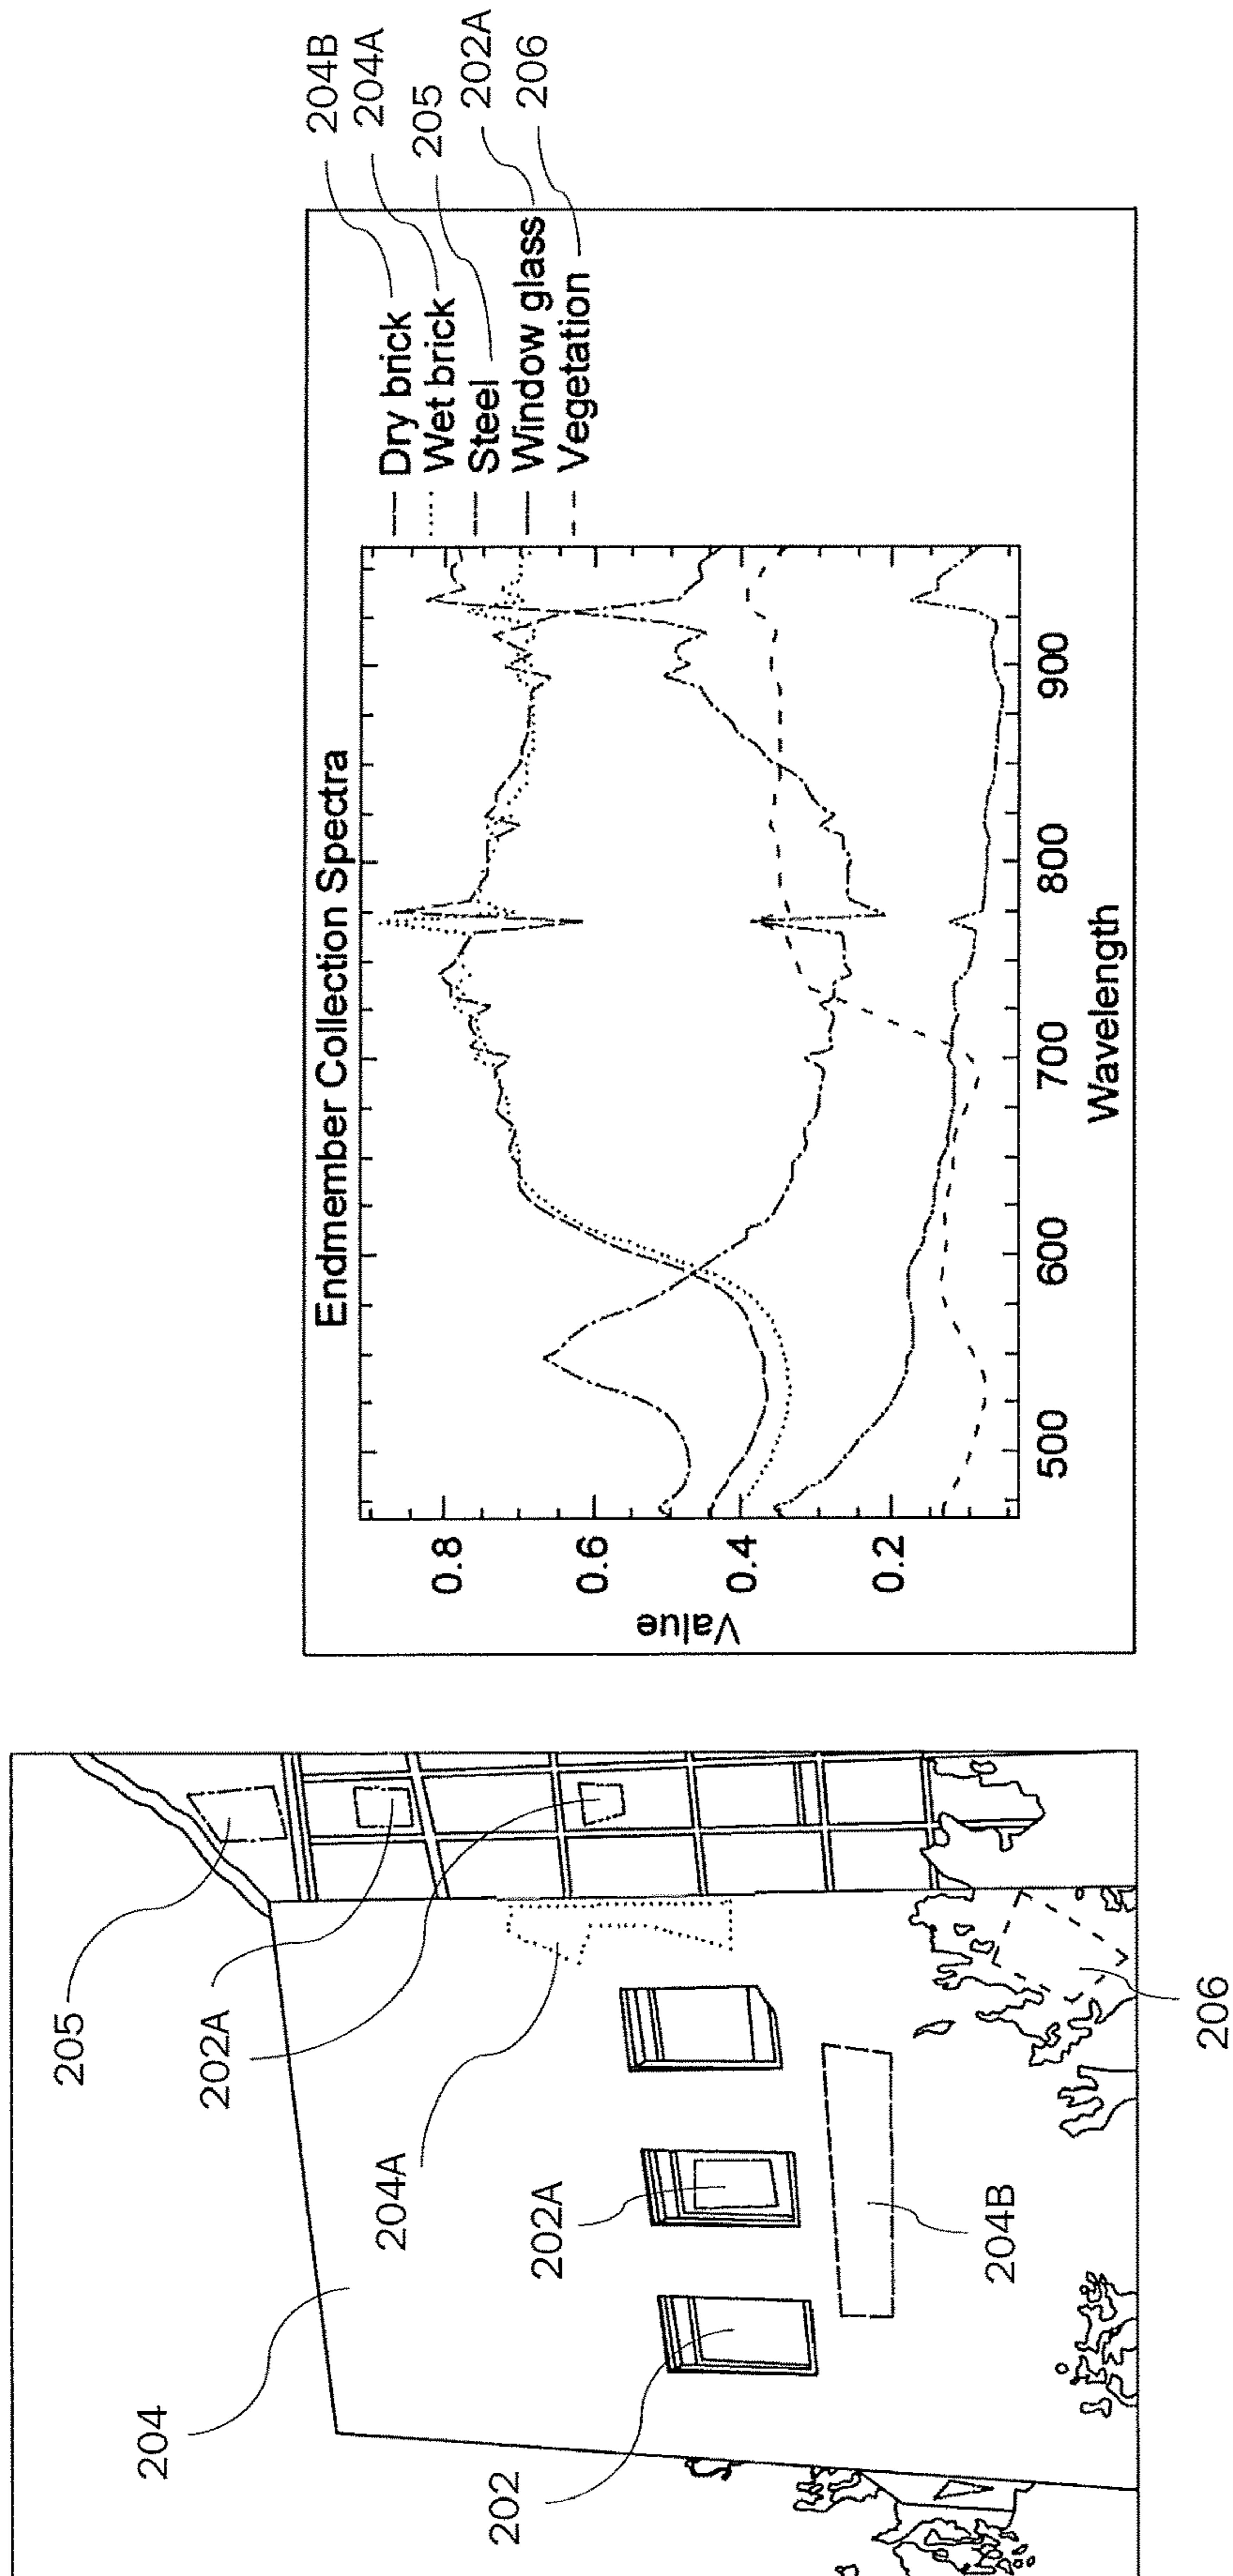 205
202A
204
204A
202A
202
204B
206
Endmember Collection Spectra
Value
0.8
0.6
0.4
0.2
500
600
700
800
900
Wavelength
Dry brick
Wet brick
Steel
Window glass
Vegetation
204B
204A
205
202A
206